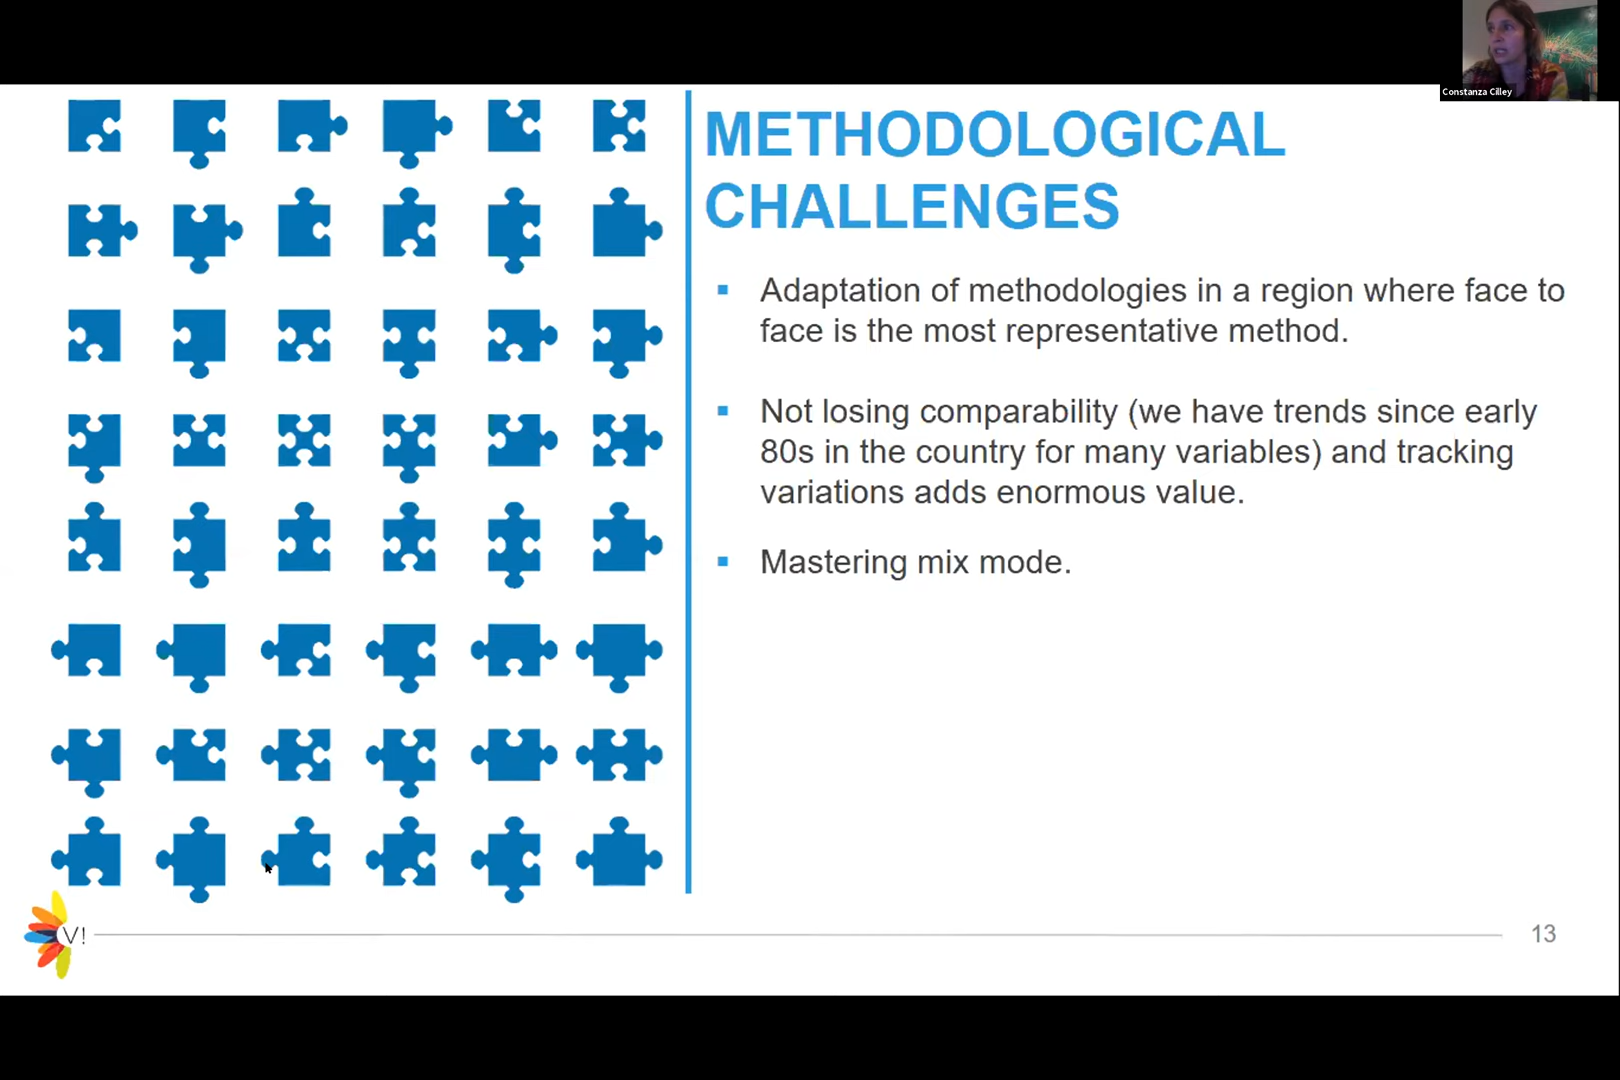 Constanza Cilley
METHODOLOGICAL
CHALLENGES
▪ Adaptation of methodologies in a region where face to
face is the most representative method.
▪ Not losing comparability (we have trends since early
80s in the country for many variables) and tracking
variations adds enormous value.
▪ Mastering mix mode.
V!
13